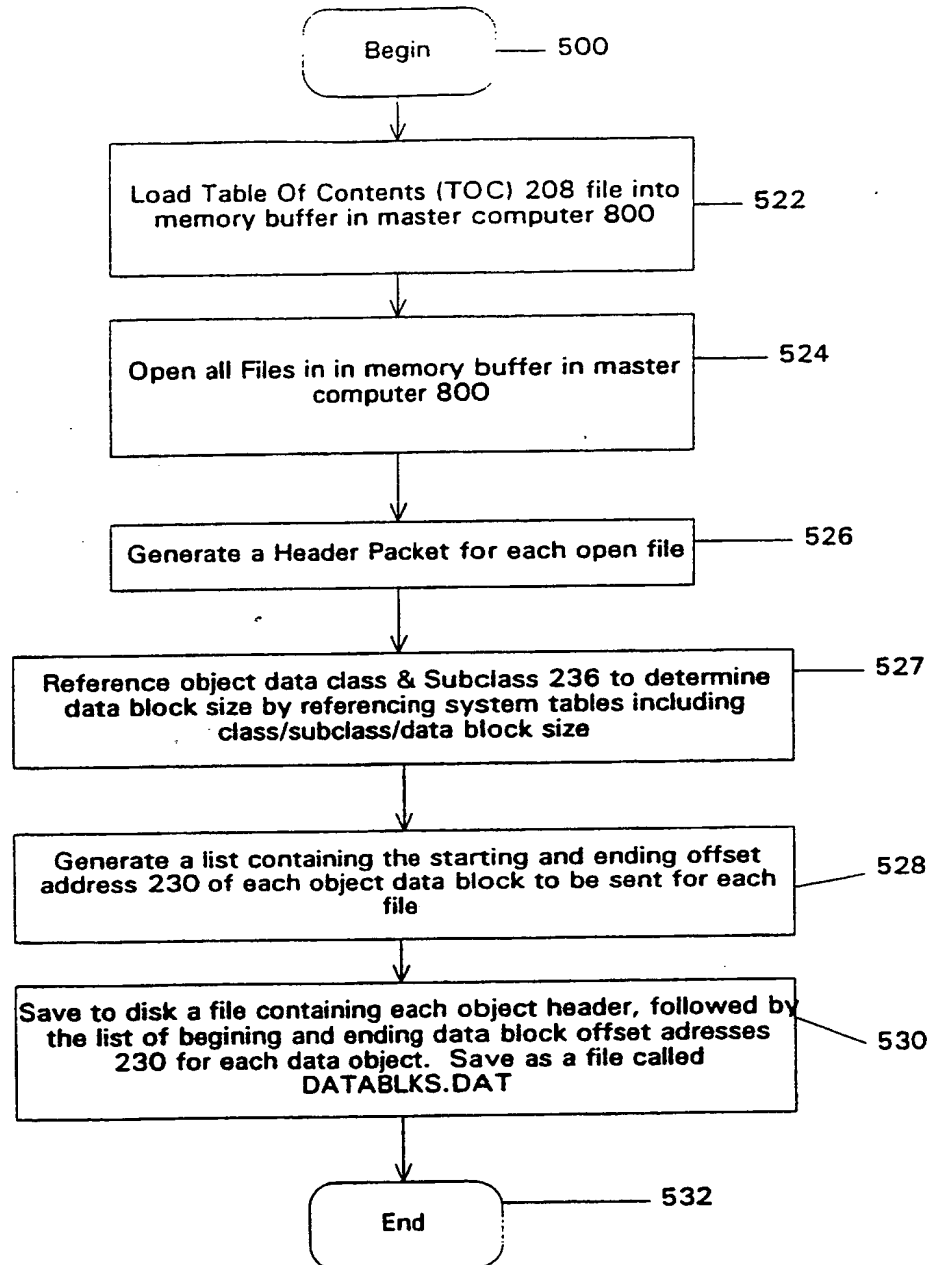 Begin
500
Load Table Of Contents (TOC) 208 file into
memory buffer in master computer 800
522
Open all Files in in memory buffer in master
computer 800
524
Generate a Header Packet for each open file
526
Reference object data class & Subclass 236 to determine
data block size by referencing system tables including
class/subclass/data block size
527
Generate a list containing the starting and ending offset
address 230 of each object data block to be sent for each
file
528
Save to disk a file containing each object header, followed by
the list of begining and ending data block offset adresses
230 for each data object. Save as a file called
DATABLKS.DAT
530
End
532